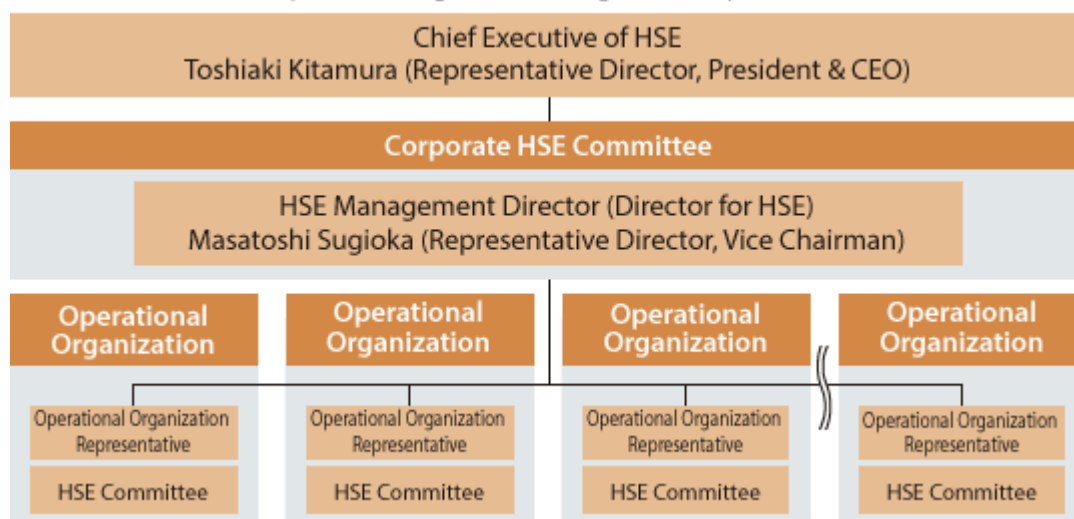 Chief Executive of HSE
Toshiaki Kitamura (Representative Director, President & CEO)
Corporate HSE Committee
HSE Management Director (Director for HSE)
Masatoshi Sugioka (Representative Director, Vice Chairman)
Operational
Organization
Operational Organization
Representative
HSE Committee
Operational
Organization
Operational Organization
Representative
HSE Committee
Operational
Organization
Operational Organization
Representative
HSE Committee
Operational
Organization
Operational Organization
Representative
HSE Committee